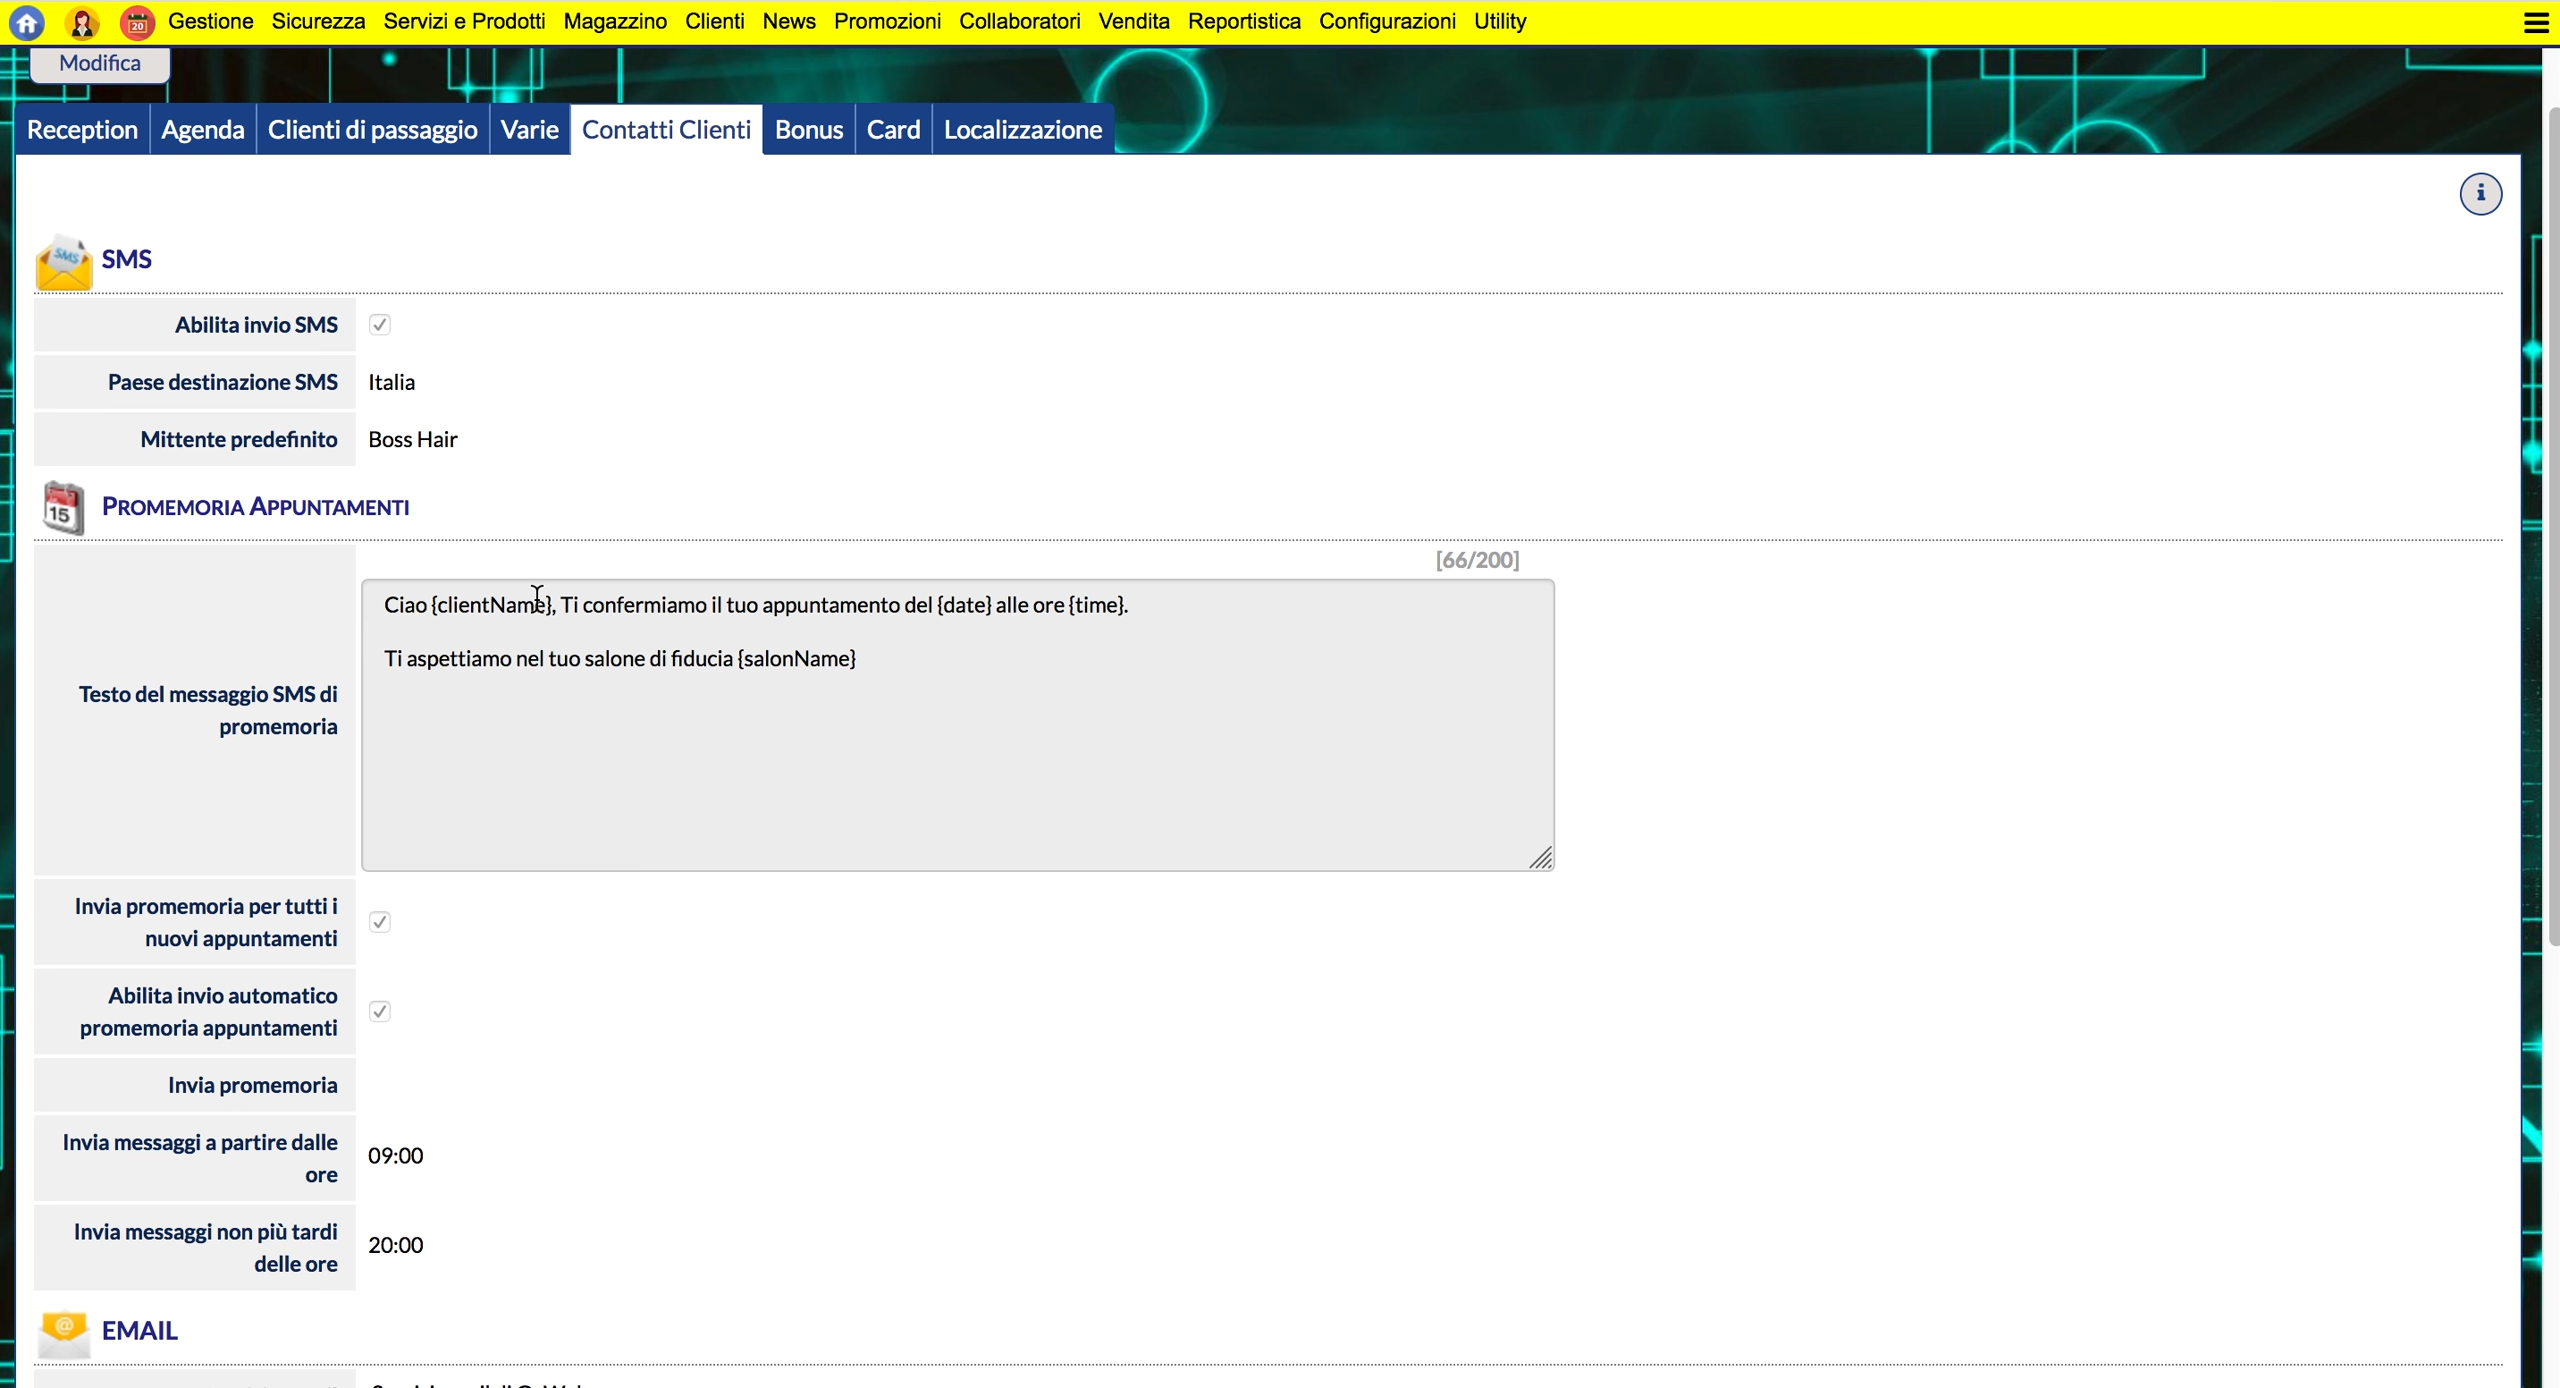 Gestione Sicurezza Servizi e Prodotti Magazzino Clienti News Promozioni Collaboratori Vendita Reportistica Configurazioni Utility
Modifica
Reception Agenda Clienti di passaggio Varie Contatti Clienti Bonus Card Localizzazione
SMS
Abilita invio SMS
Paese destinazione SMS Italia
Mittente predefinito Boss Hair
15
PROMEMORIA APPUNTAMENTI
[66/200]
Ciao {clientName}, Ti confermiamo il tuo appuntamento del {date} alle ore {time}.
Ti aspettiamo nel tuo salone di fiducia {salonName}
Testo del messaggio SMS di
promemoria
Invia promemoria per tutti i
nuovi appuntamenti
Abilita invio automatico
promemoria appuntamenti
Invia promemoria
Invia messaggi a partire dalle
ore
09:00
Invia messaggi non più tardi
delle ore
20:00
EMAIL